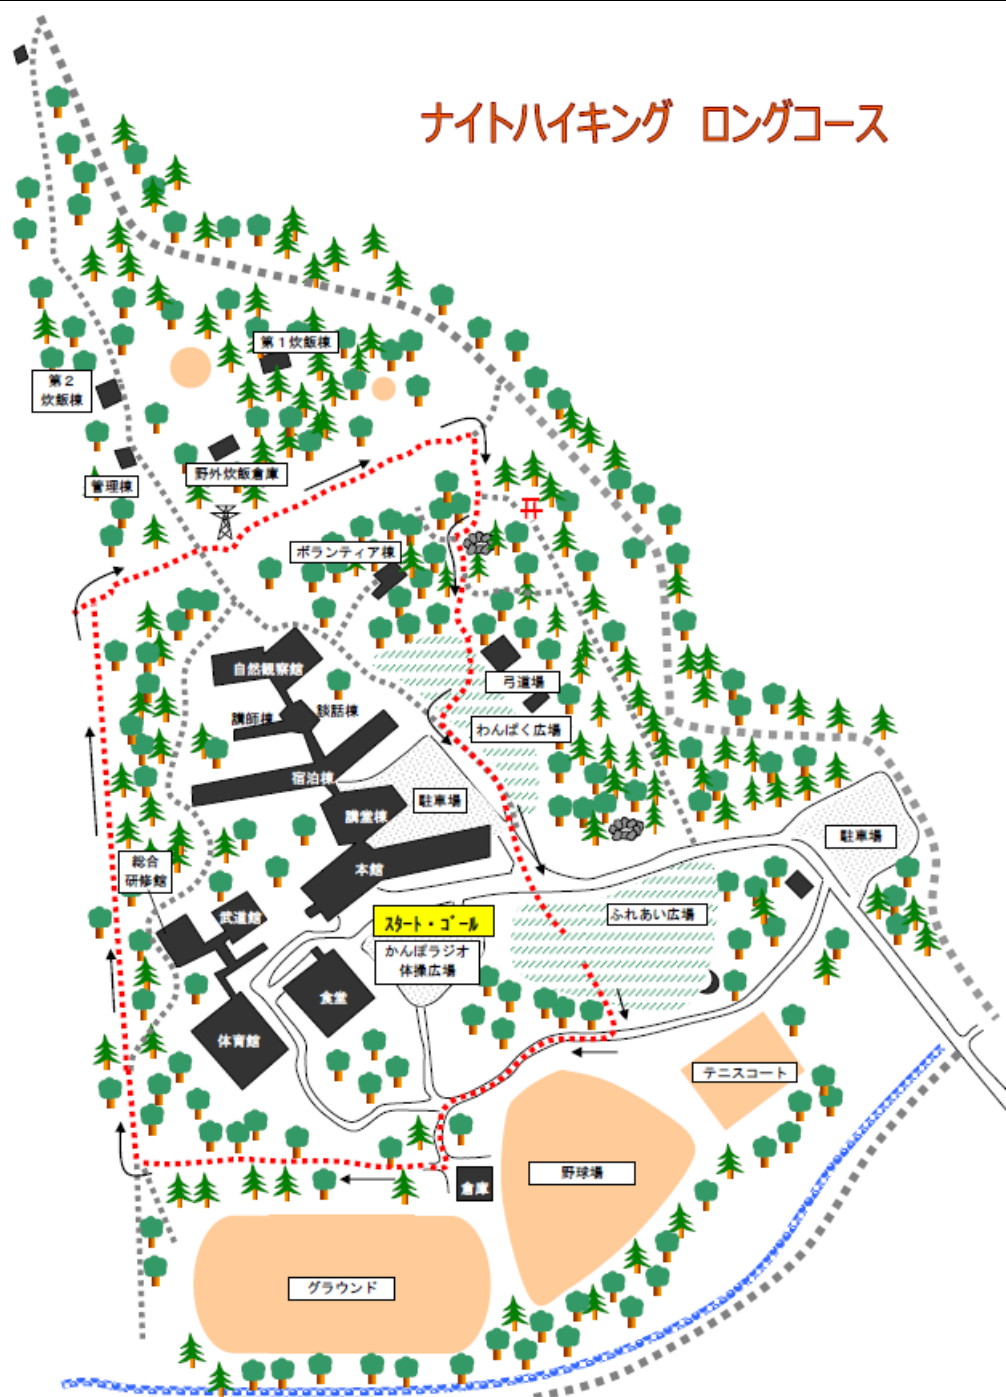 ナイトハイキング ロングコース
第１炊飯棟
第２
炊飯棟
野外炊飯倉庫
管理棟
ボランティア棟
自然観察館
弓道場
講師棟
談話棟
わんぱく広場
宿泊棟
駐車場
講堂棟
駐車場
総合
研修館
本館
武道館
スタート・ゴール
ふれあい広場
かんぽラジオ
体操広場
食堂
体育館
テニスコート
野球場
倉庫
グラウンド